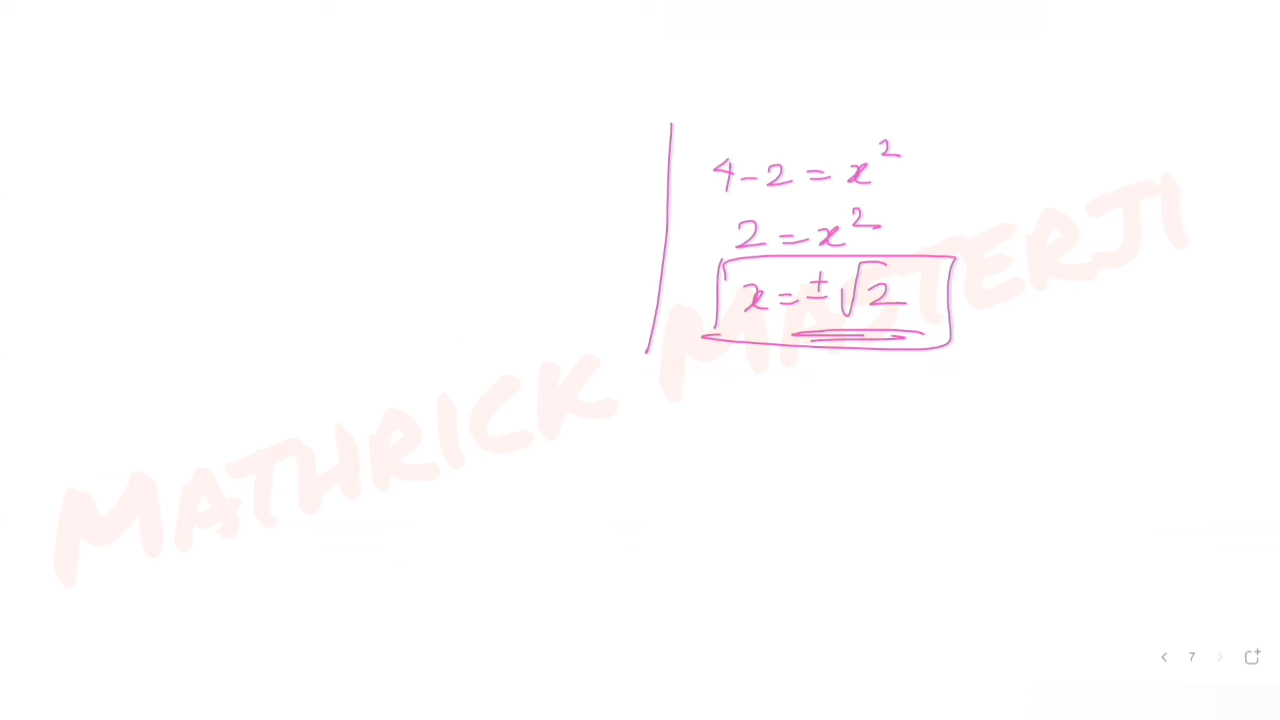 4-2 = x²
2 = x²
x = ± √2
MATHRICK MASTERJI
7